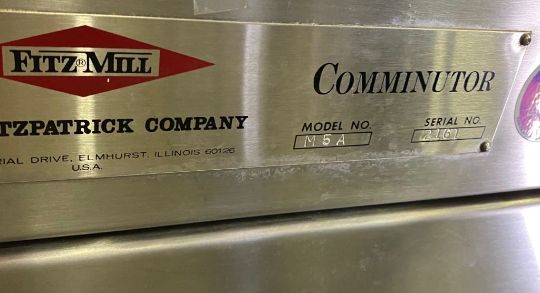 FITZ®MILL
COMMINUTOR
TZPATRICK COMPANY
MODEL NO. SERIAL NO.
M5A 2161
RIAL DRIVE, ELMHURST, ILLINOIS 60126
U.S.A.